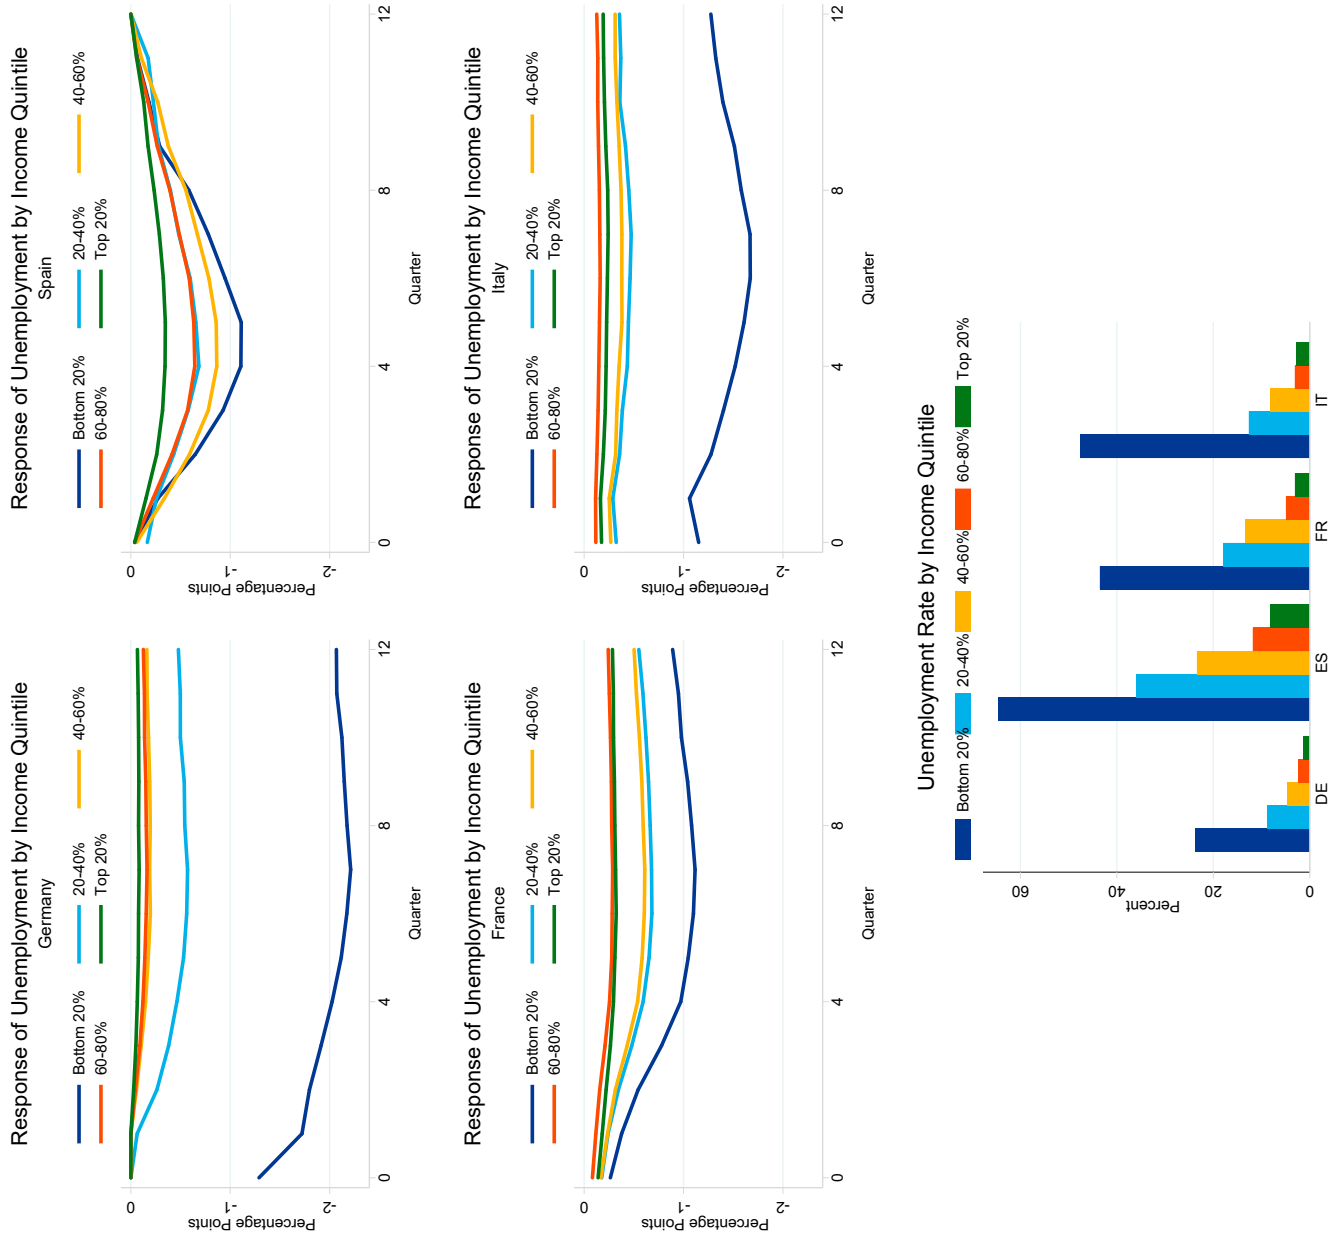 Response of Unemployment by Income Quintile
Germany
Bottom 20% 20-40% 40-60%
60-80% Top 20%
Percentage Points
0
-1
-2
0 4 8 12
Quarter
Response of Unemployment by Income Quintile
Spain
Bottom 20% 20-40% 40-60%
60-80% Top 20%
Percentage Points
0
-1
-2
0 4 8 12
Quarter
Response of Unemployment by Income Quintile
France
Bottom 20% 20-40% 40-60%
60-80% Top 20%
Percentage Points
0
-1
-2
0 4 8 12
Quarter
Response of Unemployment by Income Quintile
Italy
Bottom 20% 20-40% 40-60%
60-80% Top 20%
Percentage Points
0
-1
-2
0 4 8 12
Quarter
Unemployment Rate by Income Quintile
Bottom 20% 20-40% 40-60% 60-80% Top 20%
Percent
60
40
20
0
DE ES FR IT